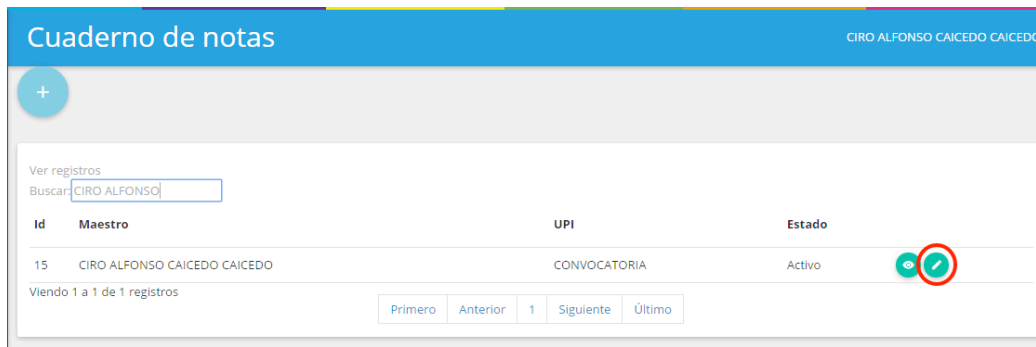 Cuaderno de notas
CIRO ALFONSO CAICEDO CAICEDO
+
Ver registros
Buscar: CIRO ALFONSO
Id Maestro UPI Estado
15 CIRO ALFONSO CAICEDO CAICEDO CONVOCATORIA Activo
Viendo 1 a 1 de 1 registros
Primero Anterior 1 Siguiente Último